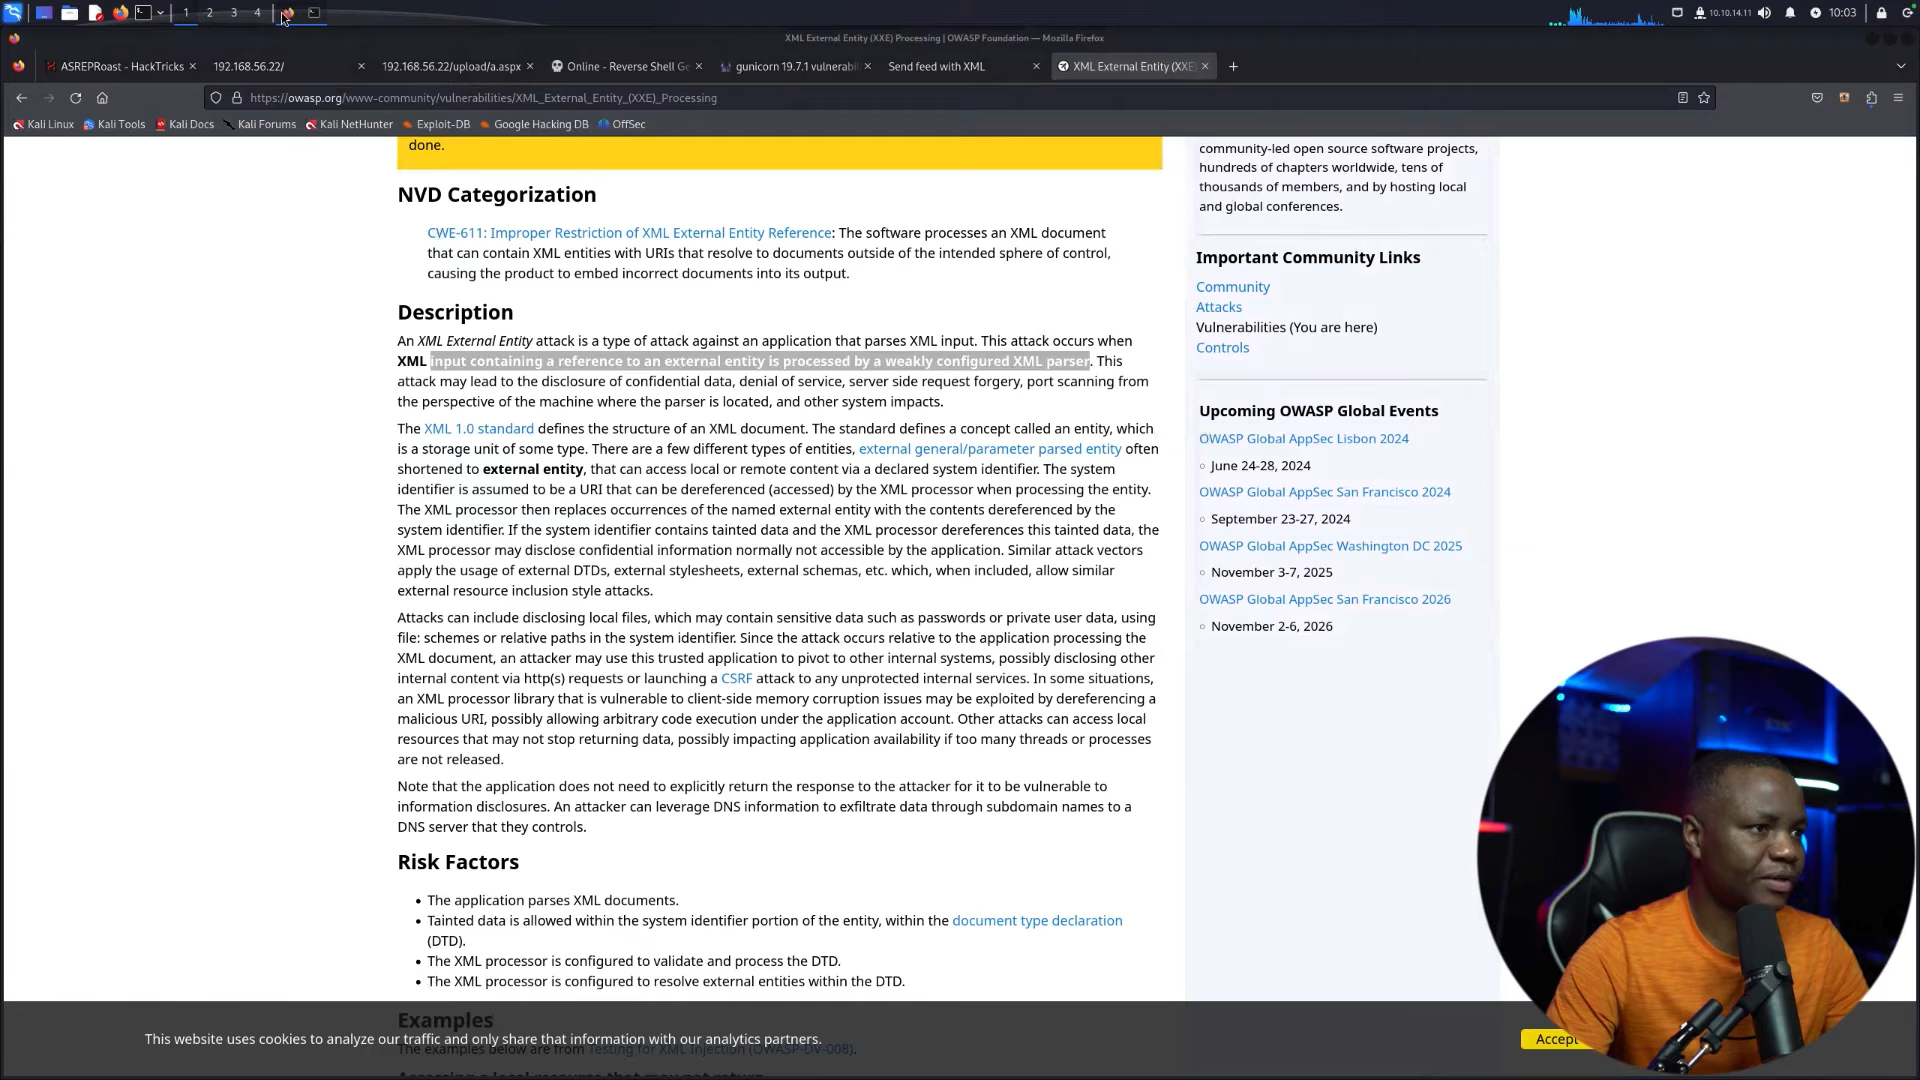 1
2
3
4
10.10.14.11
10:03
XML External Entity (XXE) Processing | OWASP Foundation — Mozilla Firefox
ASREPRoast - HackTricks
192.168.56.22/
192.168.56.22/upload/a.aspx
Online - Reverse Shell Ge
gunicorn 19.7.1 vulnerabil
Send feed with XML
XML External Entity (XXE)
https://owasp.org/www-community/vulnerabilities/XML_External_Entity_(XXE)_Processing
Kali Linux
Kali Tools
Kali Docs
Kali Forums
Kali NetHunter
Exploit-DB
Google Hacking DB
OffSec
done.
NVD Categorization
CWE-611: Improper Restriction of XML External Entity Reference: The software processes an XML document
that can contain XML entities with URIs that resolve to documents outside of the intended sphere of control,
causing the product to embed incorrect documents into its output.
Description
An XML External Entity attack is a type of attack against an application that parses XML input. This attack occurs when
XML input containing a reference to an external entity is processed by a weakly configured XML parser. This
attack may lead to the disclosure of confidential data, denial of service, server side request forgery, port scanning from
the perspective of the machine where the parser is located, and other system impacts.
The XML 1.0 standard defines the structure of an XML document. The standard defines a concept called an entity, which
is a storage unit of some type. There are a few different types of entities, external general/parameter parsed entity often
shortened to external entity, that can access local or remote content via a declared system identifier. The system
identifier is assumed to be a URI that can be dereferenced (accessed) by the XML processor when processing the entity.
The XML processor then replaces occurrences of the named external entity with the contents dereferenced by the
system identifier. If the system identifier contains tainted data and the XML processor dereferences this tainted data, the
XML processor may disclose confidential information normally not accessible by the application. Similar attack vectors
apply the usage of external DTDs, external stylesheets, external schemas, etc. which, when included, allow similar
external resource inclusion style attacks.
Attacks can include disclosing local files, which may contain sensitive data such as passwords or private user data, using
file: schemes or relative paths in the system identifier. Since the attack occurs relative to the application processing the
XML document, an attacker may use this trusted application to pivot to other internal systems, possibly disclosing other
internal content via http(s) requests or launching a CSRF attack to any unprotected internal services. In some situations,
an XML processor library that is vulnerable to client-side memory corruption issues may be exploited by dereferencing a
malicious URI, possibly allowing arbitrary code execution under the application account. Other attacks can access local
resources that may not stop returning data, possibly impacting application availability if too many threads or processes
are not released.
Note that the application does not need to explicitly return the response to the attacker for it to be vulnerable to
information disclosures. An attacker can leverage DNS information to exfiltrate data through subdomain names to a
DNS server that they controls.
Risk Factors
• The application parses XML documents.
• Tainted data is allowed within the system identifier portion of the entity, within the document type declaration
(DTD).
• The XML processor is configured to validate and process the DTD.
• The XML processor is configured to resolve external entities within the DTD.
Examples
The examples below are from Testing for XML Injection (OWASP-DV-008).
This website uses cookies to analyze our traffic and only share that information with our analytics partners.
Accept
community-led open source software projects,
hundreds of chapters worldwide, tens of
thousands of members, and by hosting local
and global conferences.
Important Community Links
Community
Attacks
Vulnerabilities (You are here)
Controls
Upcoming OWASP Global Events
OWASP Global AppSec Lisbon 2024
June 24-28, 2024
OWASP Global AppSec San Francisco 2024
September 23-27, 2024
OWASP Global AppSec Washington DC 2025
November 3-7, 2025
OWASP Global AppSec San Francisco 2026
November 2-6, 2026